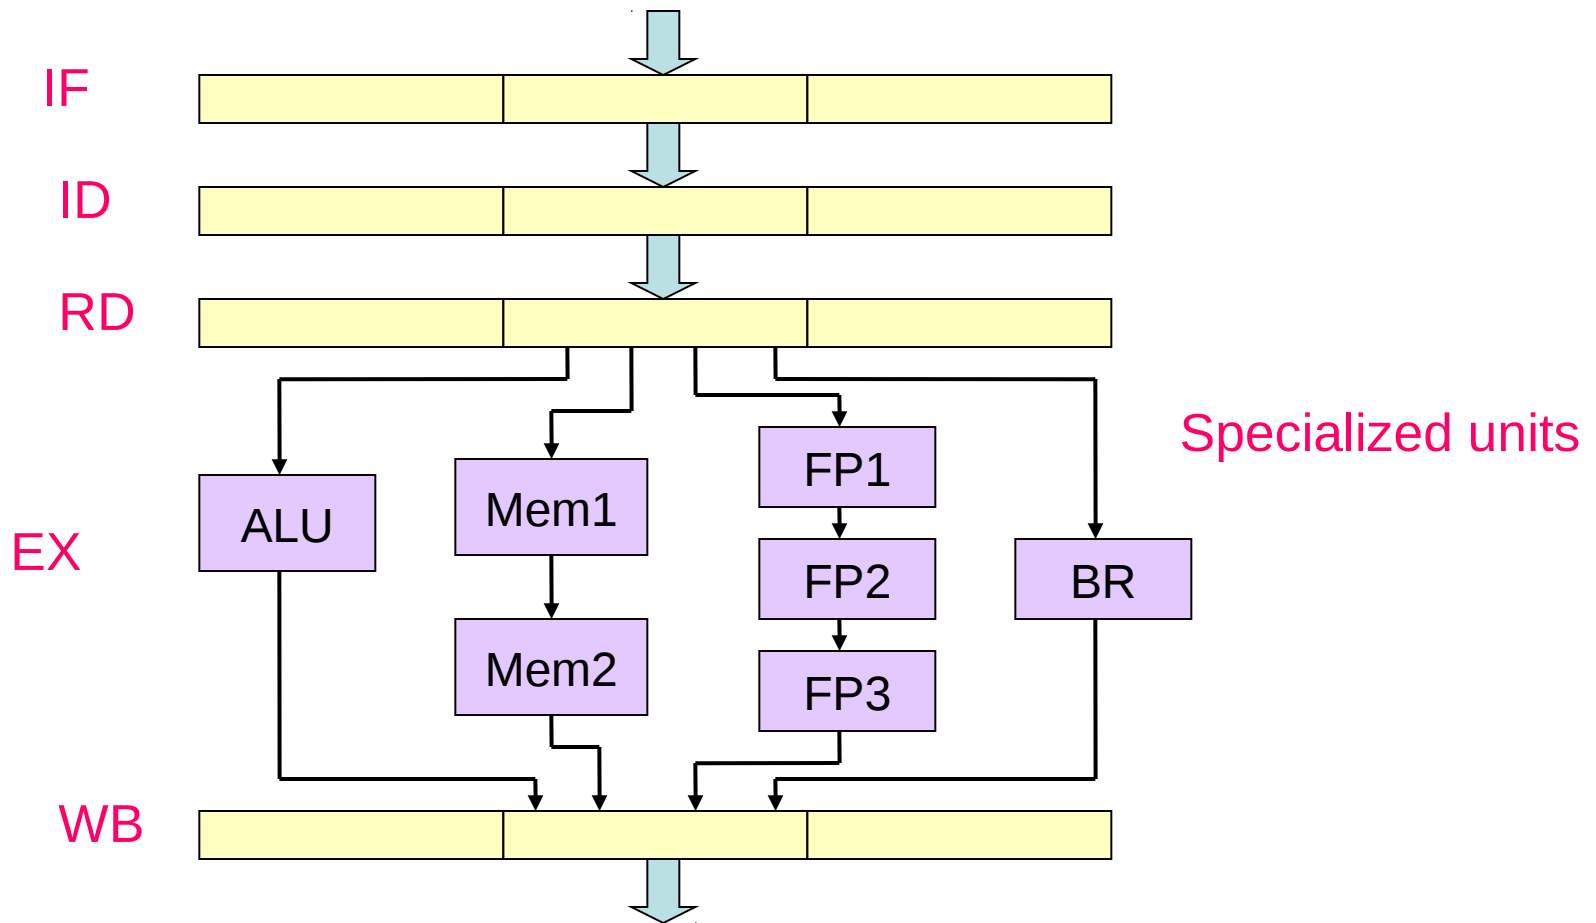 IF
ID
RD
Specialized units
FP1
ALU
Mem1
EX
FP2
BR
Mem2
FP3
WB